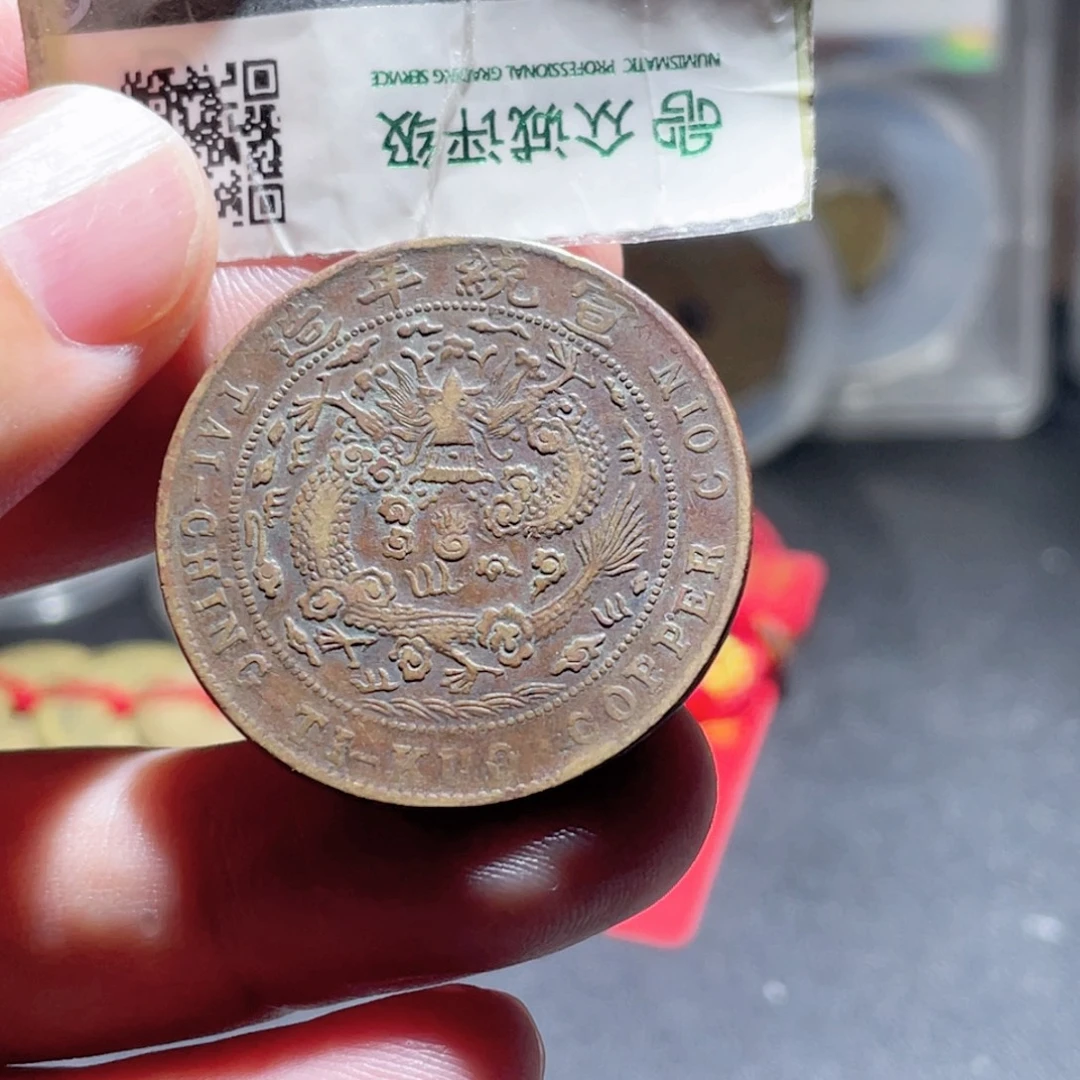 众诚评级
NUMISMATIC PROFESSIONAL GRADING SERVICE
宣統年造
TAI-CHING TI-KUO COPPER COIN